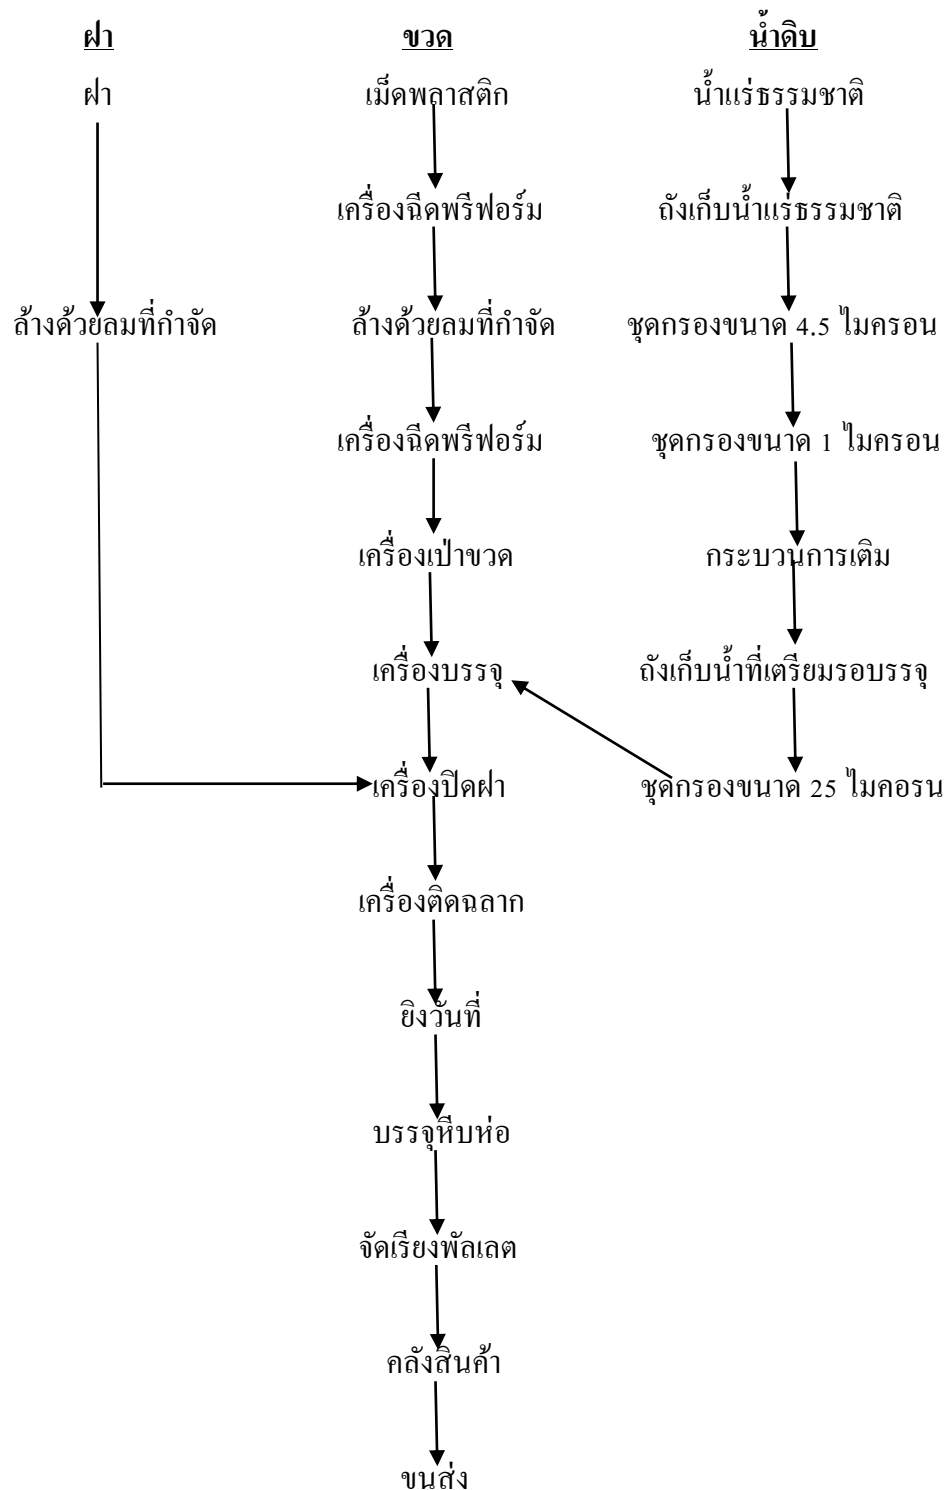 ฝา ขวด น้ำดิบ
ฝา เม็ดพลาสติก น้ำแร่ธรรมชาติ
เครื่องฉีดพรีฟอร์ม ถังเก็บน้ำแร่ธรรมชาติ
ล้างด้วยลมที่กำจัด ล้างด้วยลมที่กำจัด ชุดกรองขนาด 4.5 ไมครอน
เครื่องฉีดพรีฟอร์ม ชุดกรองขนาด 1 ไมครอน
เครื่องเป่าขวด กระบวนการเติม
เครื่องบรรจุ ถังเก็บน้ำที่เตรียมรอบรรจุ
เครื่องปิดฝา ชุดกรองขนาด 25 ไมคอรน
เครื่องติดฉลาก
ยิงวันที่
บรรจุหีบห่อ
จัดเรียงพัลเลต
คลังสินค้า
ขนส่ง